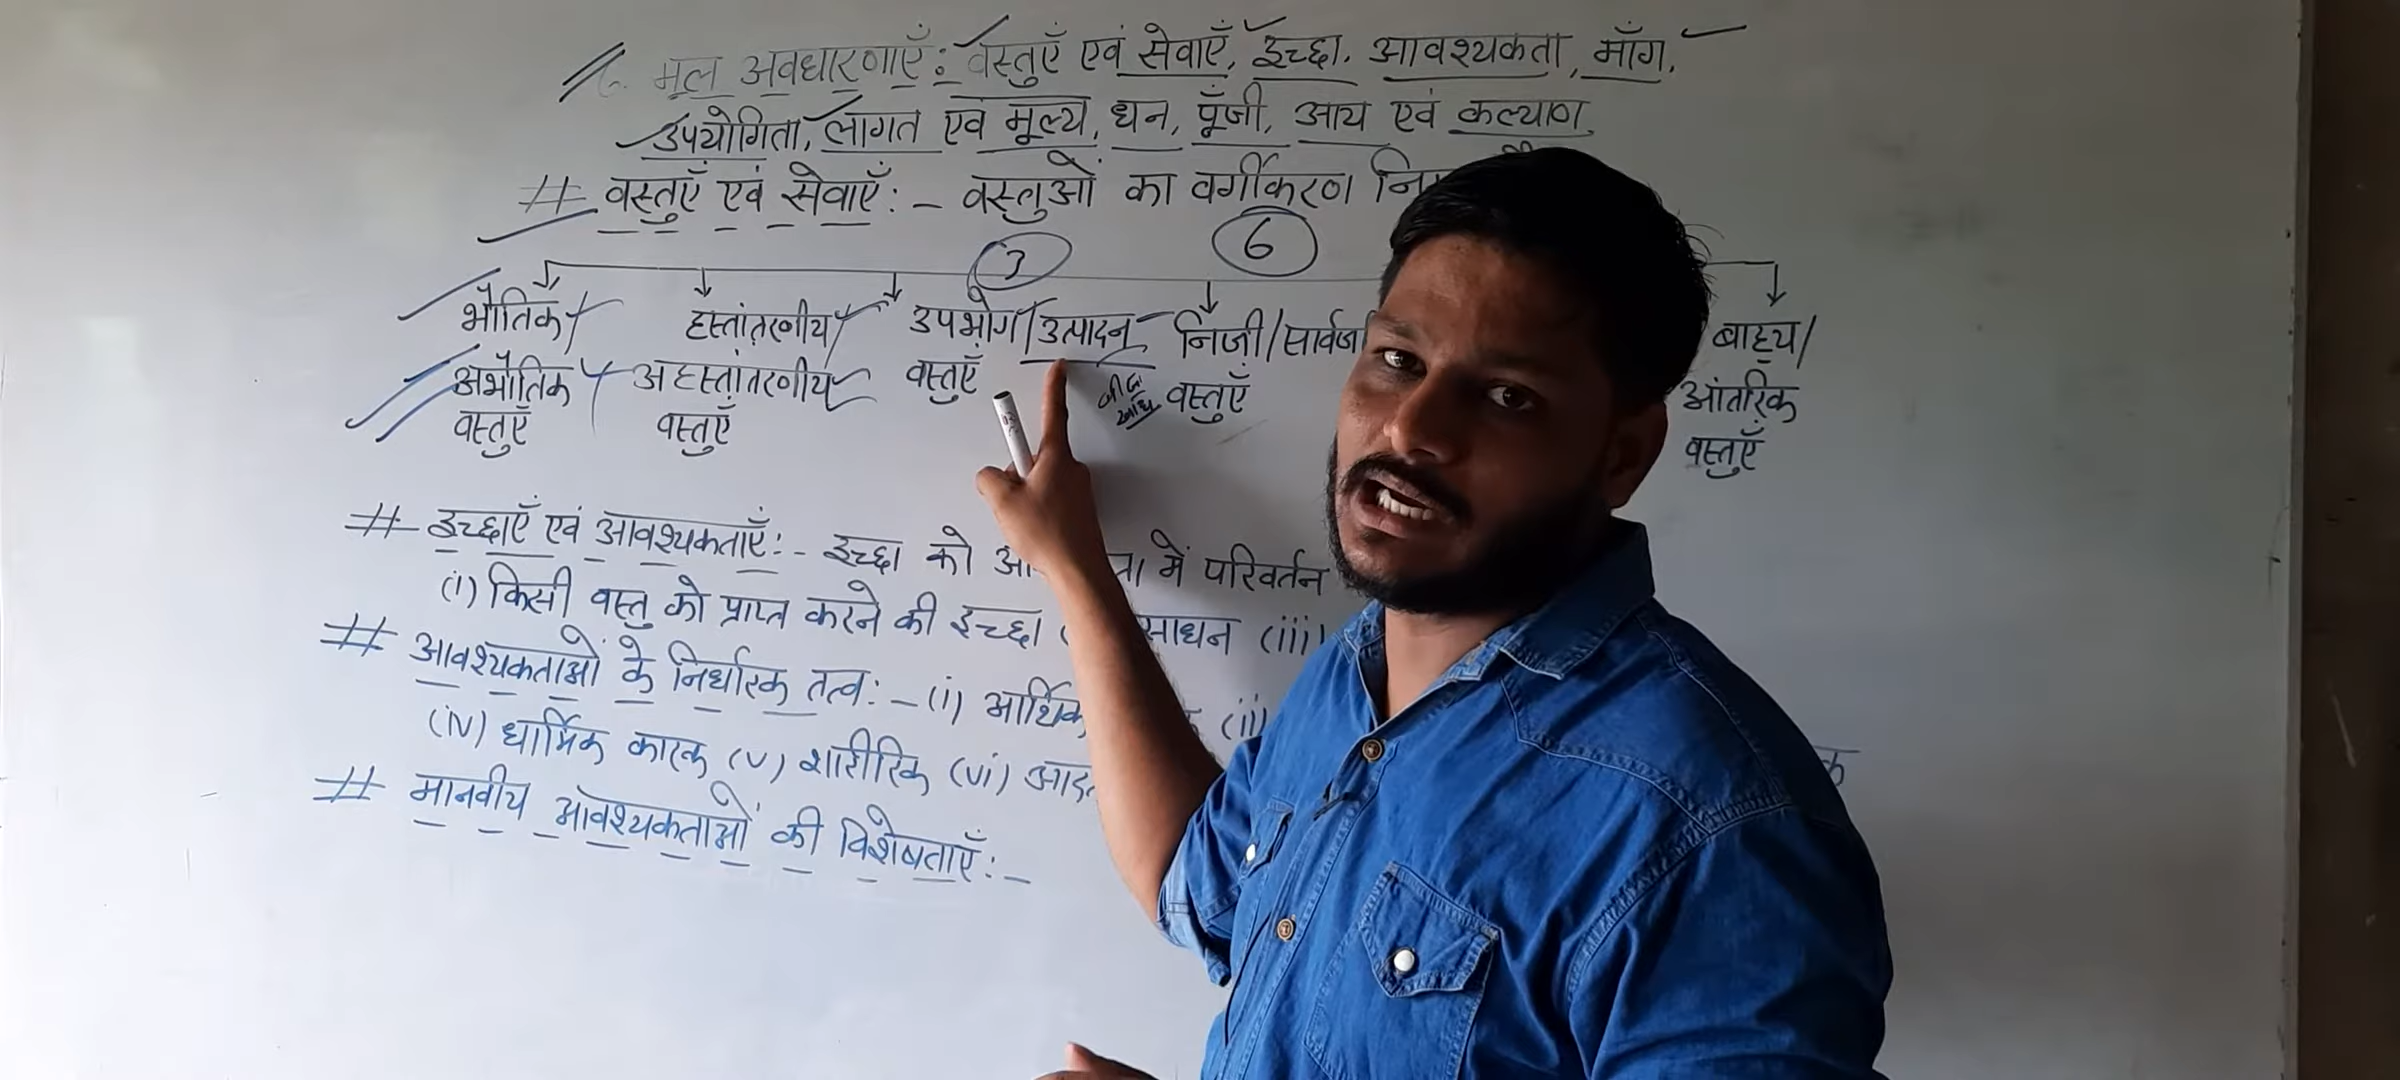 मूल अवधारणाएँ: वस्तुएँ एवं सेवाएँ, इच्छा, आवश्यकता, माँग,
उपयोगिता, लागत एवं मूल्य, धन, पूँजी, आय एवं कल्याण
# वस्तुएँ एवं सेवाएँ:- वस्तुओं का वर्गीकरण
3 6
भौतिक/
अभौतिक
वस्तुएँ
हस्तांतरणीय/
अहस्तांतरणीय
वस्तुएँ
उपभोग/उत्पादन
वस्तुएँ
निजी/
वस्तुएँ
बाह्य/
आंतरिक
वस्तुएँ
# इच्छाएँ एवं आवश्यकताएँ:- इच्छा को में परिवर्तन
(i) किसी वस्तु को प्राप्त करने की इच्छा साधन (iii)
# आवश्यकताओं के निर्धारक तत्व:- (i) आर्थिक (ii)
(iv) धार्मिक कारक (v) शारीरिक (vi)
# मानवीय आवश्यकताओं की विशेषताएँ:-